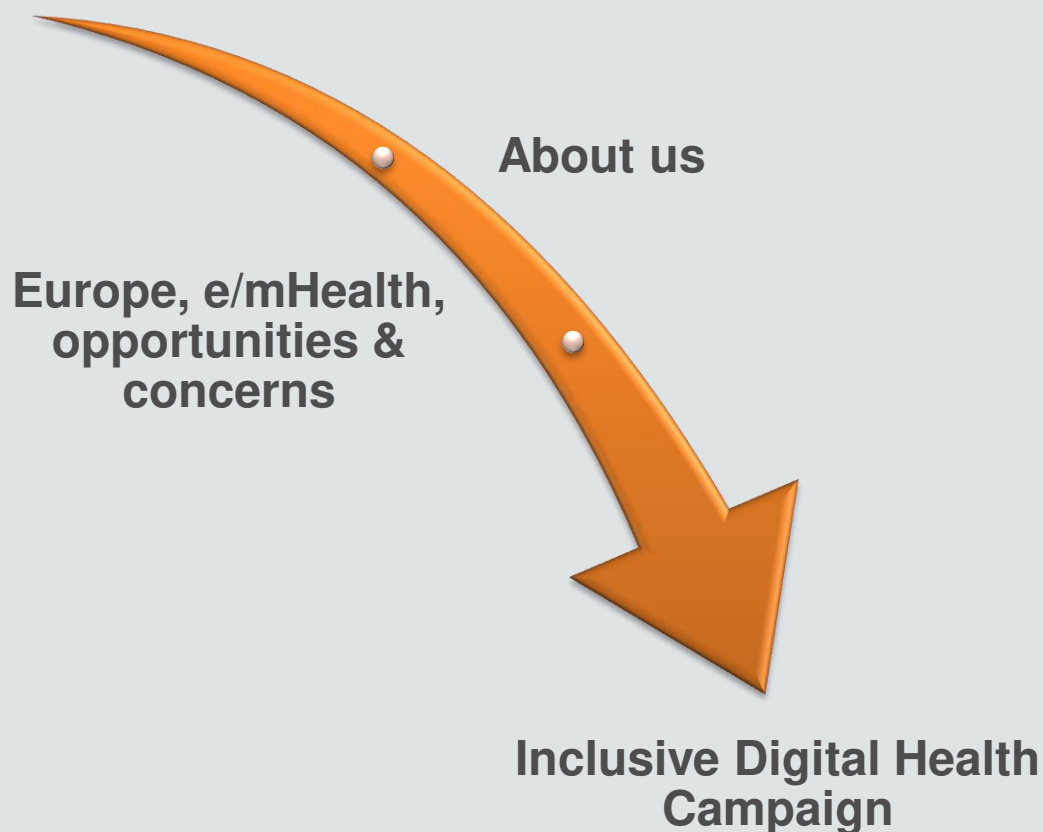 About us
Europe, e/mHealth,
opportunities &
concerns
Inclusive Digital Health
Campaign